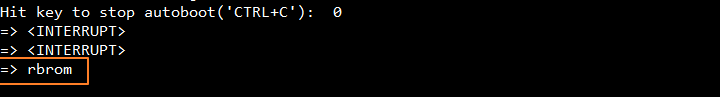 Hit key to stop autoboot('CTRL+C'):  0
=> <INTERRUPT>
=> <INTERRUPT>
=> rbrom